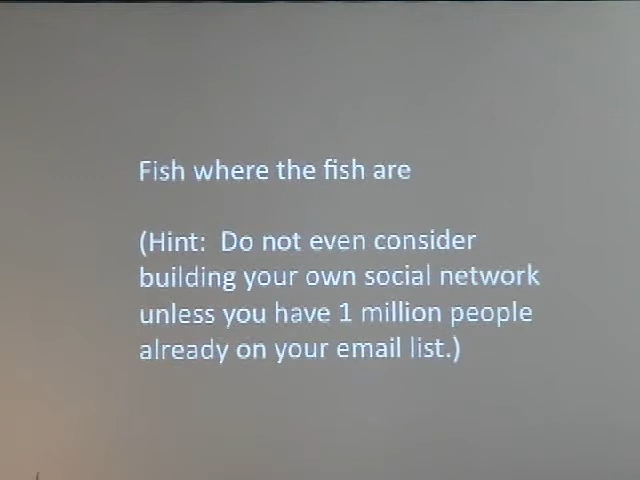 Fish where the fish are
(Hint:  Do not even consider
building your own social network
unless you have 1 million people
already on your email list.)